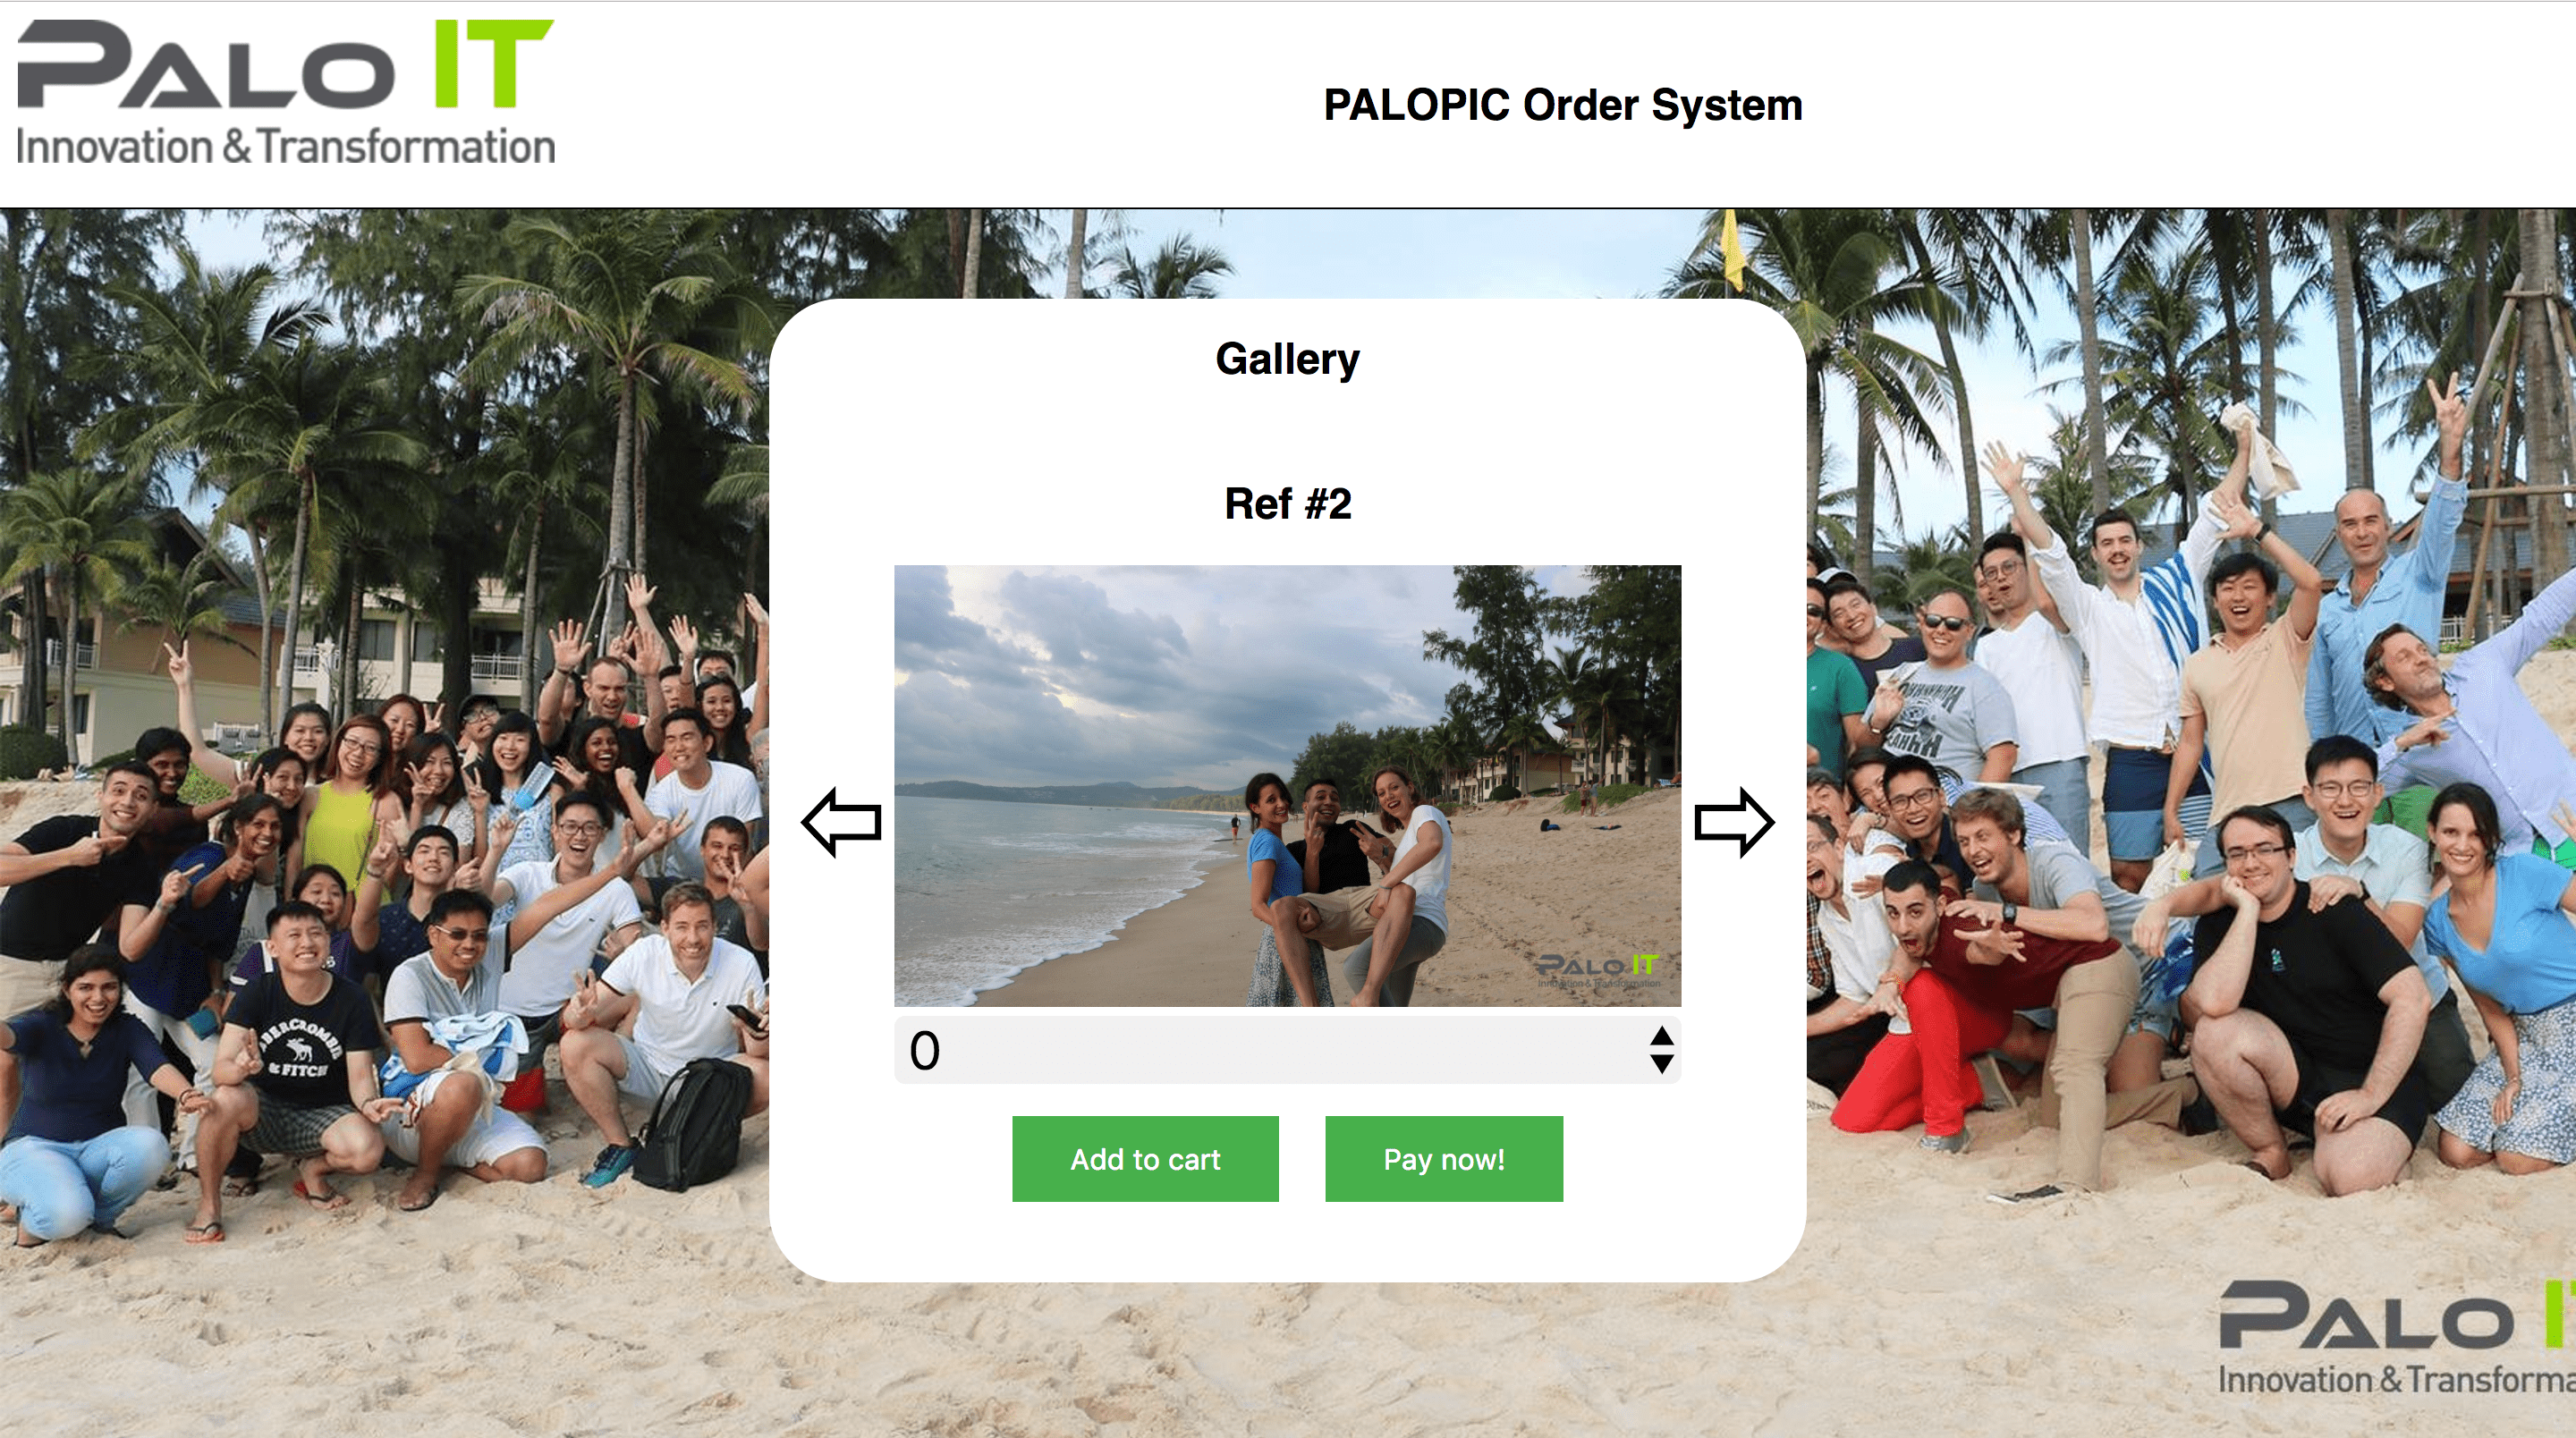 PALO IT
Innovation & Transformation
PALOPIC Order System
Gallery
Ref #2
PALO IT
Innovation & Transformation
0
Add to cart
Pay now!
ABERCROMBIE
& FITCH
PALO I
Innovation & Transforma